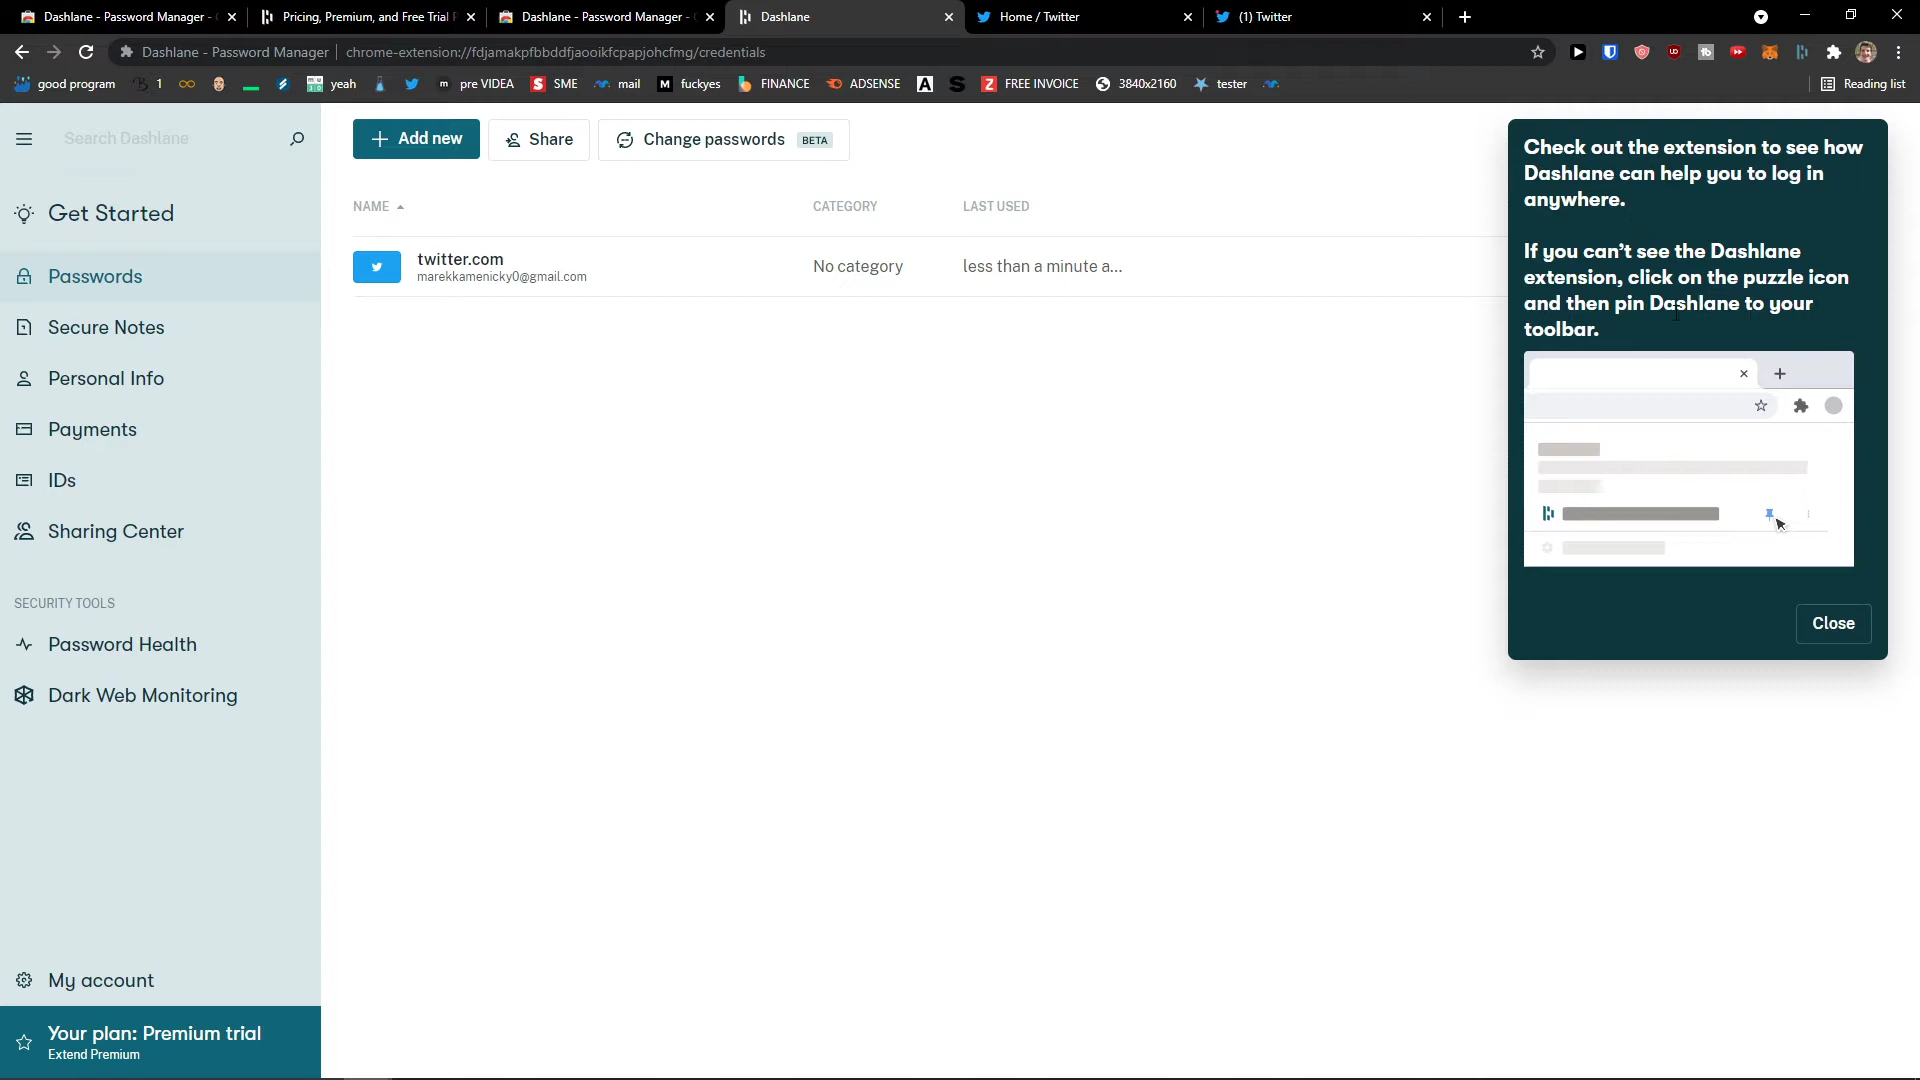 Dashlane - Password Manager -
Pricing, Premium, and Free Trial
Dashlane - Password Manager -
Dashlane
Home / Twitter
(1) Twitter
Dashlane - Password Manager
chrome-extension://fdjamakpfbbddfjaooikfcpapjohcfmg/credentials
good program
1
yeah
pre VIDEA
SME
mail
fuckyes
FINANCE
ADSENSE
FREE INVOICE
3840x2160
tester
Reading list
Search Dashlane
Add new
Share
Change passwords BETA
Get Started
Passwords
Secure Notes
Personal Info
Payments
IDs
Sharing Center
SECURITY TOOLS
Password Health
Dark Web Monitoring
My account
Your plan: Premium trial
Extend Premium
NAME
CATEGORY
LAST USED
twitter.com
marekkamenicky0@gmail.com
No category
less than a minute a...
Check out the extension to see how
Dashlane can help you to log in
anywhere.
If you can't see the Dashlane
extension, click on the puzzle icon
and then pin Dashlane to your
toolbar.
Close